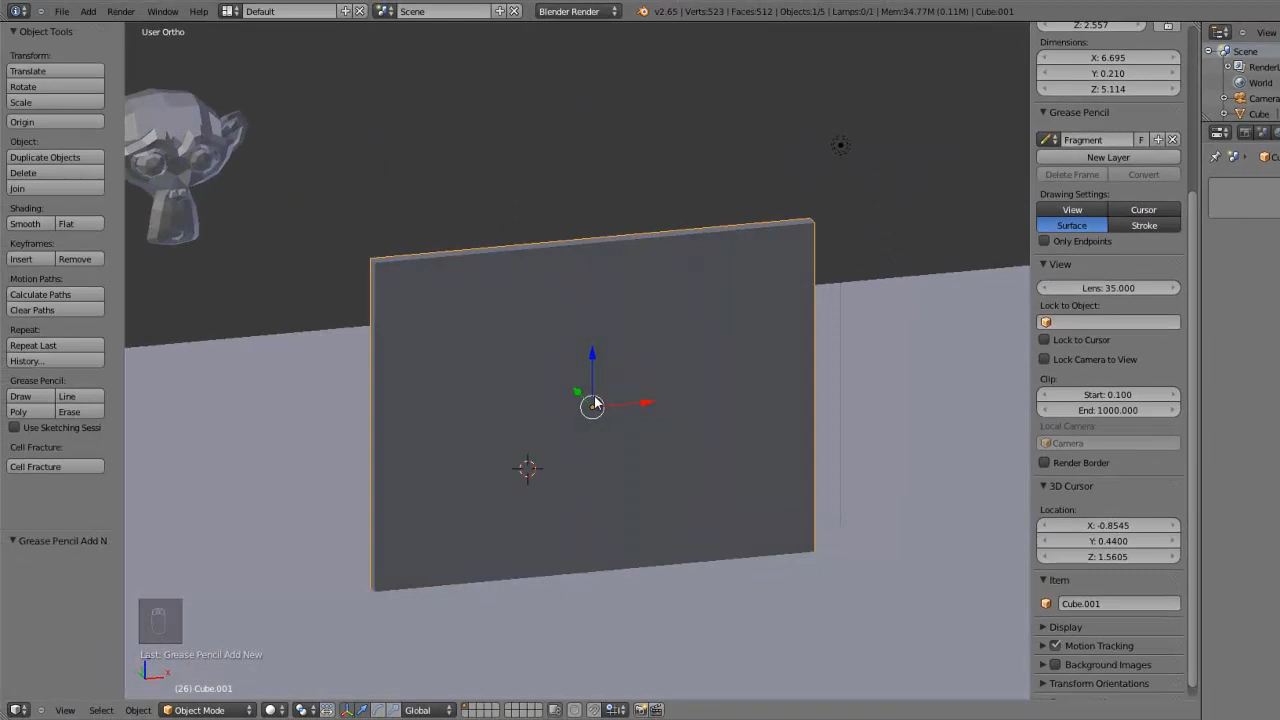 File Add Render Window Help Default Scene Blender Render v2.65 | Verts:523 | Faces:512 | Objects:1/5 | Lamps:0/1 | Mem:34.77M (0.11M) | Cube.001
Object Tools
Transform:
Translate
Rotate
Scale
Origin
Object:
Duplicate Objects
Delete
Join
Shading:
Smooth Flat
Keyframes:
Insert Remove
Motion Paths:
Calculate Paths
Clear Paths
Repeat:
Repeat Last
History...
Grease Pencil:
Draw Line
Poly Erase
Use Sketching Sessi
Cell Fracture:
Cell Fracture
Grease Pencil Add N
User Ortho
Last: Grease Pencil Add New
x
(26) Cube.001
Z: 2.557
Dimensions:
X: 6.695
Y: 0.210
Z: 5.114
Grease Pencil
Fragment F
New Layer
Delete Frame Convert
Drawing Settings:
View Cursor
Surface Stroke
Only Endpoints
View
Lens: 35.000
Lock to Object:
Lock to Cursor
Lock Camera to View
Clip:
Start: 0.100
End: 1000.000
Local Camera:
Camera
Render Border
3D Cursor
Location:
X: -0.8545
Y: 0.4400
Z: 1.5605
Item
Cube.001
Display
Motion Tracking
Background Images
Transform Orientations
View
Scene
RenderL
World
Camera
Cube
Cu
View Select Object Object Mode Global